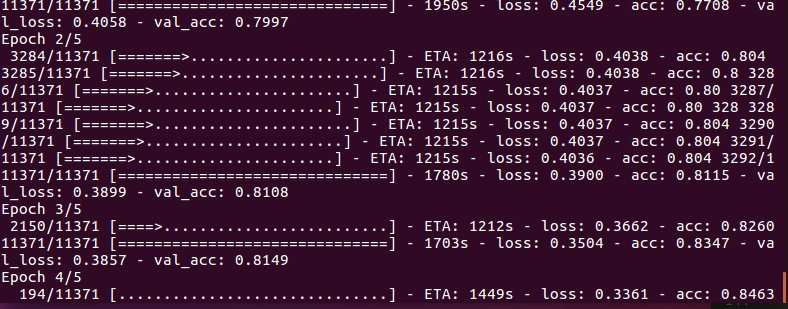 11371/11371 [==============================] - 1950s - loss: 0.4549 - acc: 0.7708 - va
l_loss: 0.4058 - val_acc: 0.7997
Epoch 2/5
 3284/11371 [=======>......................] - ETA: 1216s - loss: 0.4038 - acc: 0.804
3285/11371 [=======>......................] - ETA: 1216s - loss: 0.4038 - acc: 0.8 328
6/11371 [=======>......................] - ETA: 1215s - loss: 0.4037 - acc: 0.80 3287/
11371 [=======>......................] - ETA: 1215s - loss: 0.4037 - acc: 0.80 328 328
9/11371 [=======>......................] - ETA: 1215s - loss: 0.4037 - acc: 0.804 3290
/11371 [=======>......................] - ETA: 1215s - loss: 0.4037 - acc: 0.804 3291/
11371 [=======>......................] - ETA: 1215s - loss: 0.4036 - acc: 0.804 3292/1
11371/11371 [==============================] - 1780s - loss: 0.3900 - acc: 0.8115 - va
l_loss: 0.3899 - val_acc: 0.8108
Epoch 3/5
 2150/11371 [====>.........................] - ETA: 1212s - loss: 0.3662 - acc: 0.8260
11371/11371 [==============================] - 1703s - loss: 0.3504 - acc: 0.8347 - va
l_loss: 0.3857 - val_acc: 0.8149
Epoch 4/5
  194/11371 [..............................] - ETA: 1449s - loss: 0.3361 - acc: 0.8463